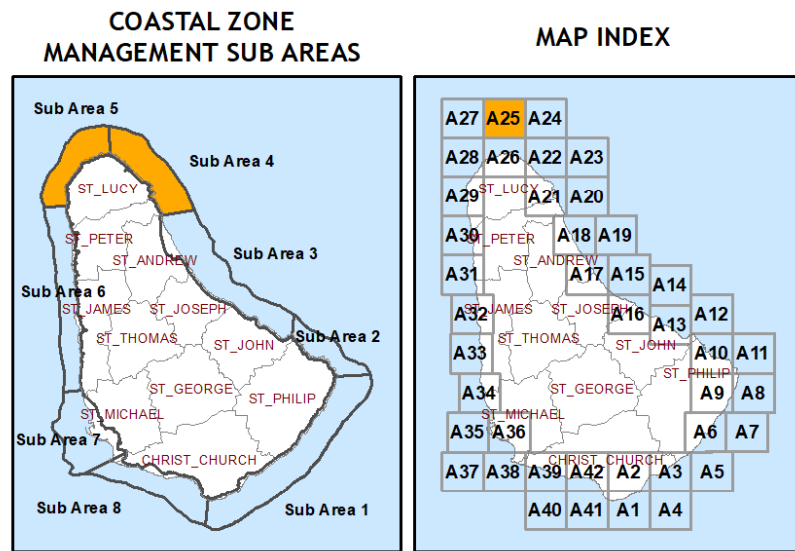 COASTAL ZONE
MANAGEMENT SUB AREAS
Sub Area 5
Sub Area 4
ST_LUCY
Sub Area 3
ST_PETER
ST_ANDREW
Sub Area 6
ST_JAMES
ST_JOSEPH
ST_THOMAS
ST_JOHN
Sub Area 2
ST_GEORGE
ST_PHILIP
ST_MICHAEL
Sub Area 7
CHRIST_CHURCH
Sub Area 8
Sub Area 1
MAP INDEX
A27 A25 A24
A28 A26 A22 A23
A29 ST_LUCY A21 A20
A30 ST_PETER A18 A19
ST_ANDREW
A31 A17 A15 A14
A32 ST_JAMES ST_JOSEPH A16 A13 A12
A33 ST_THOMAS ST_JOHN A10 A11
ST_PHILIP
A34 ST_GEORGE A9 A8
ST_MICHAEL
A35 A36 A6 A7
CHRIST_CHURCH
A37 A38 A39 A42 A2 A3 A5
A40 A41 A1 A4